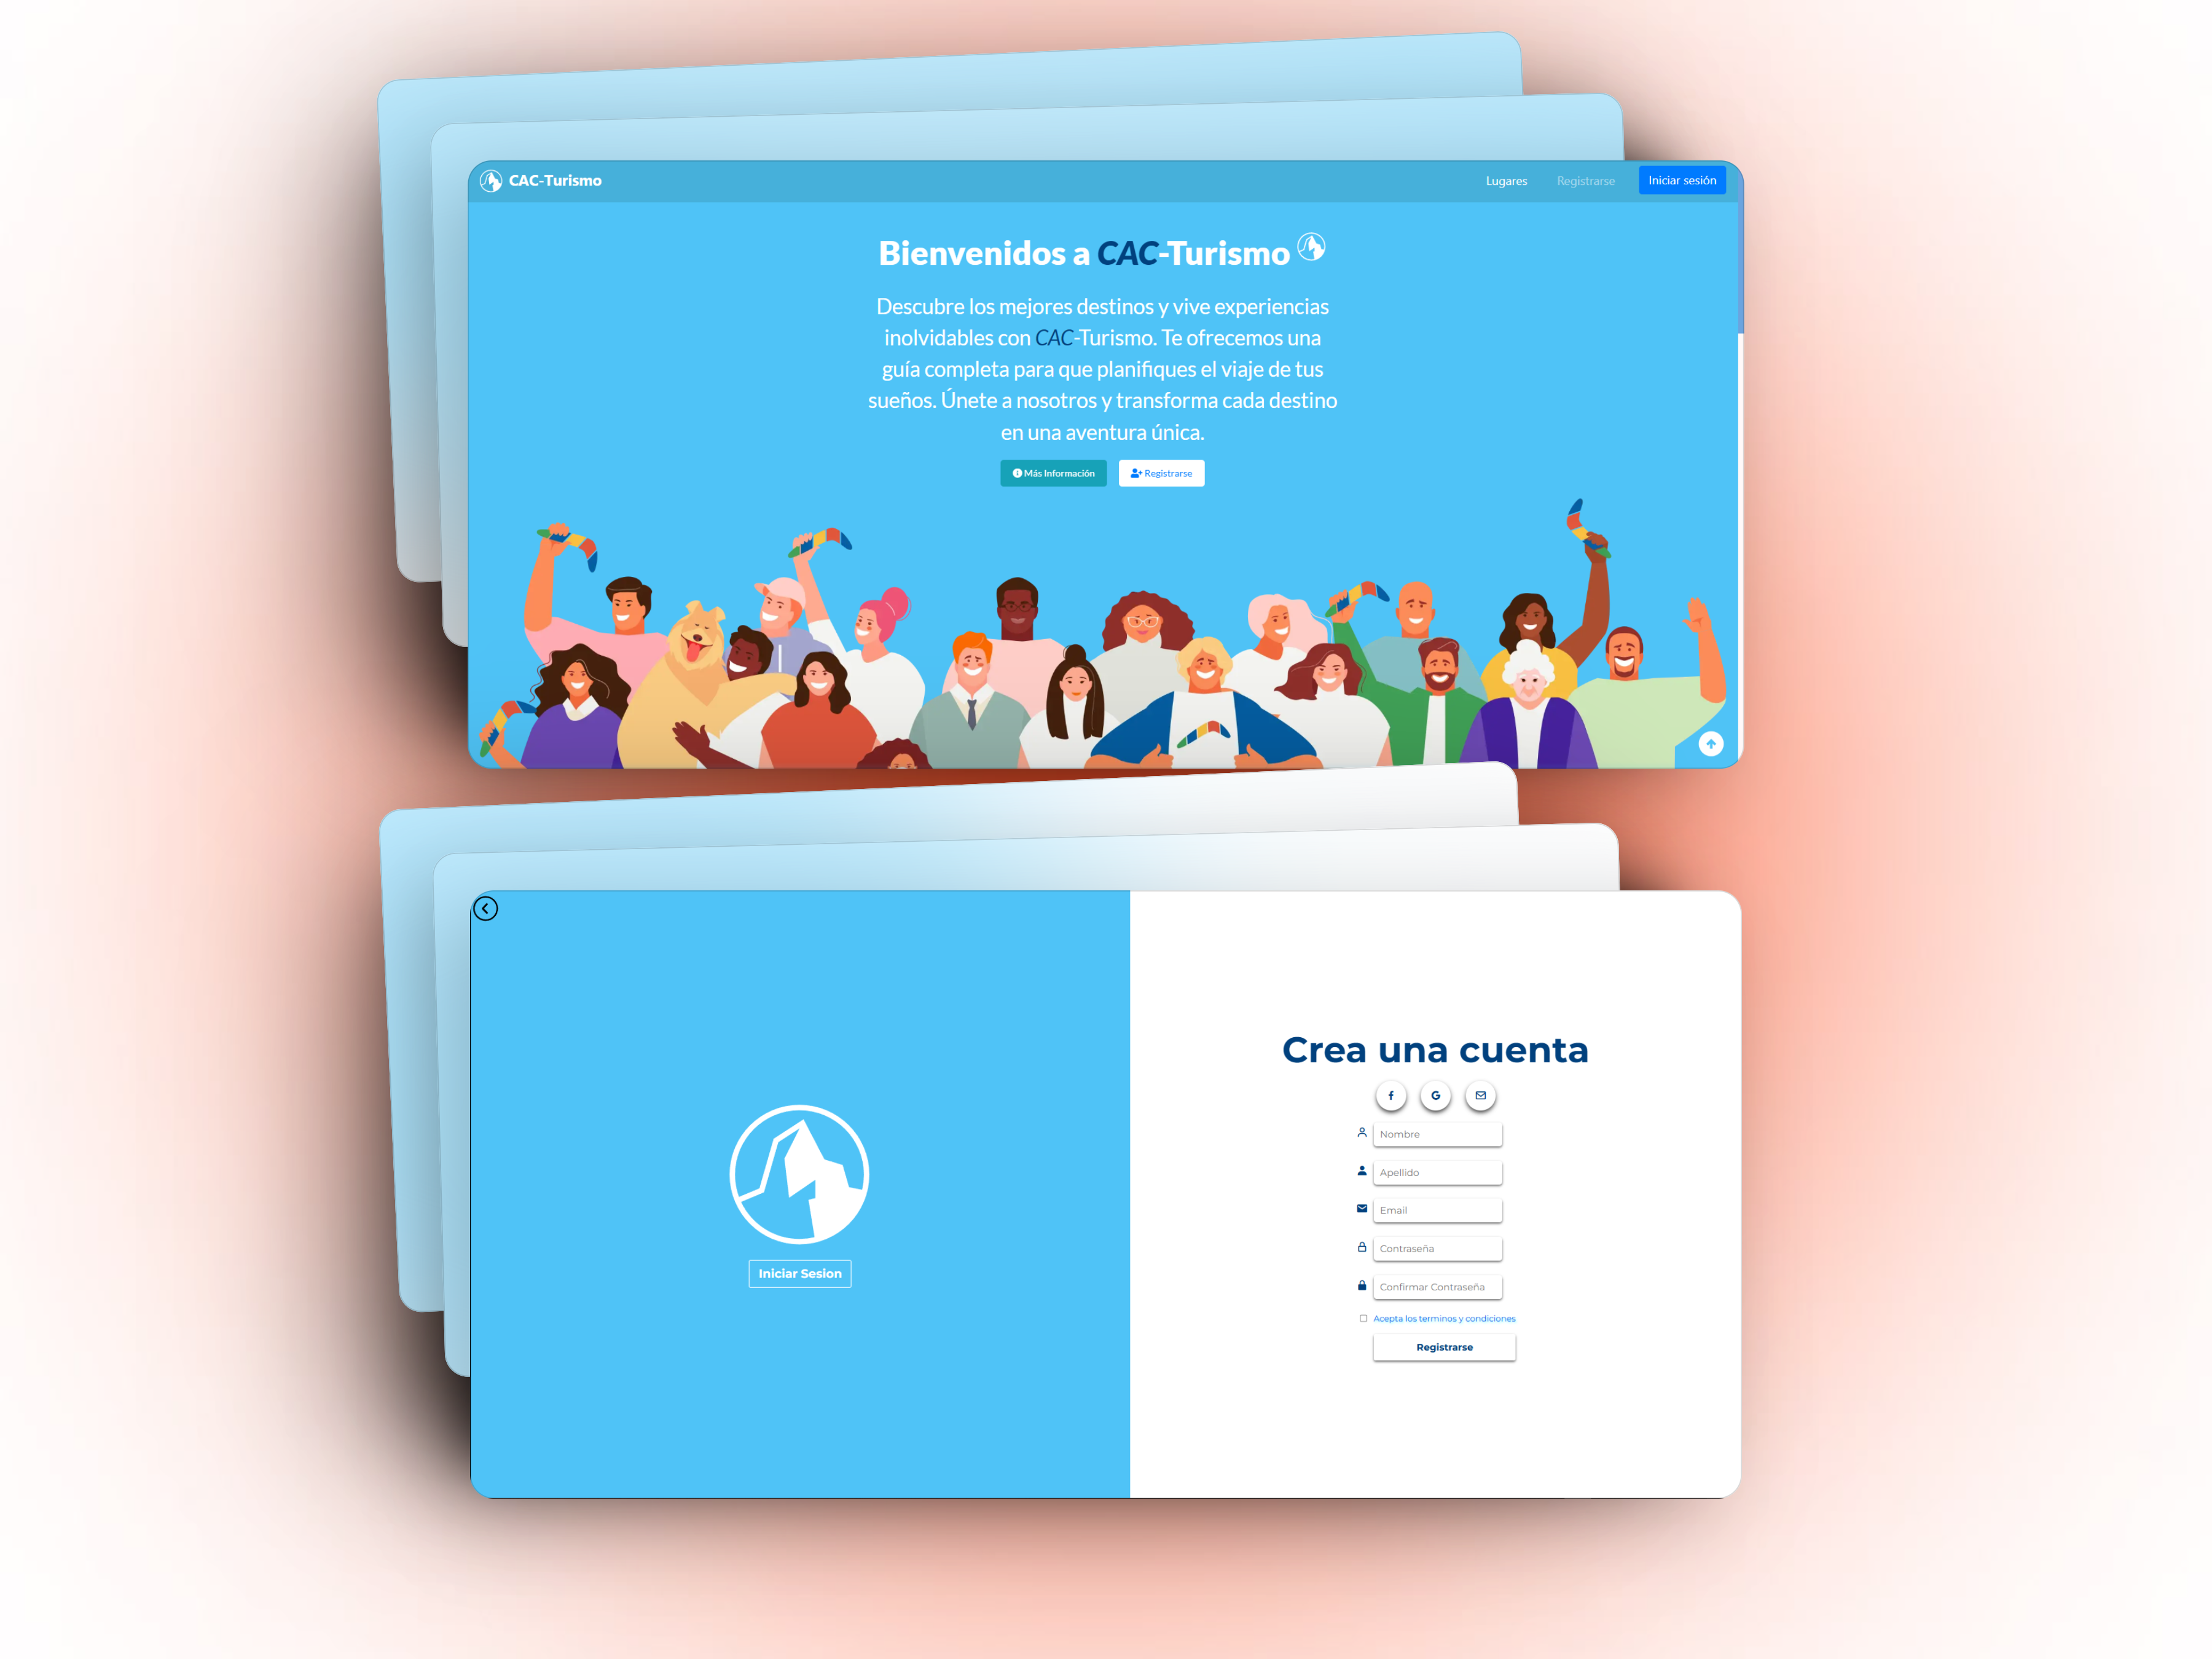 CAC-Turismo
Lugares
Registrarse
Iniciar sesión
Bienvenidos a CAC-Turismo
Descubre los mejores destinos y vive experiencias
inolvidables con CAC-Turismo. Te ofrecemos una
guía completa para que planifiques el viaje de tus
sueños. Únete a nosotros y transforma cada destino
en una aventura única.
Más Información
Registrarse
Iniciar Sesion
Crea una cuenta
Nombre
Apellido
Email
Contraseña
Confirmar Contraseña
Acepta los terminos y condiciones
Registrarse